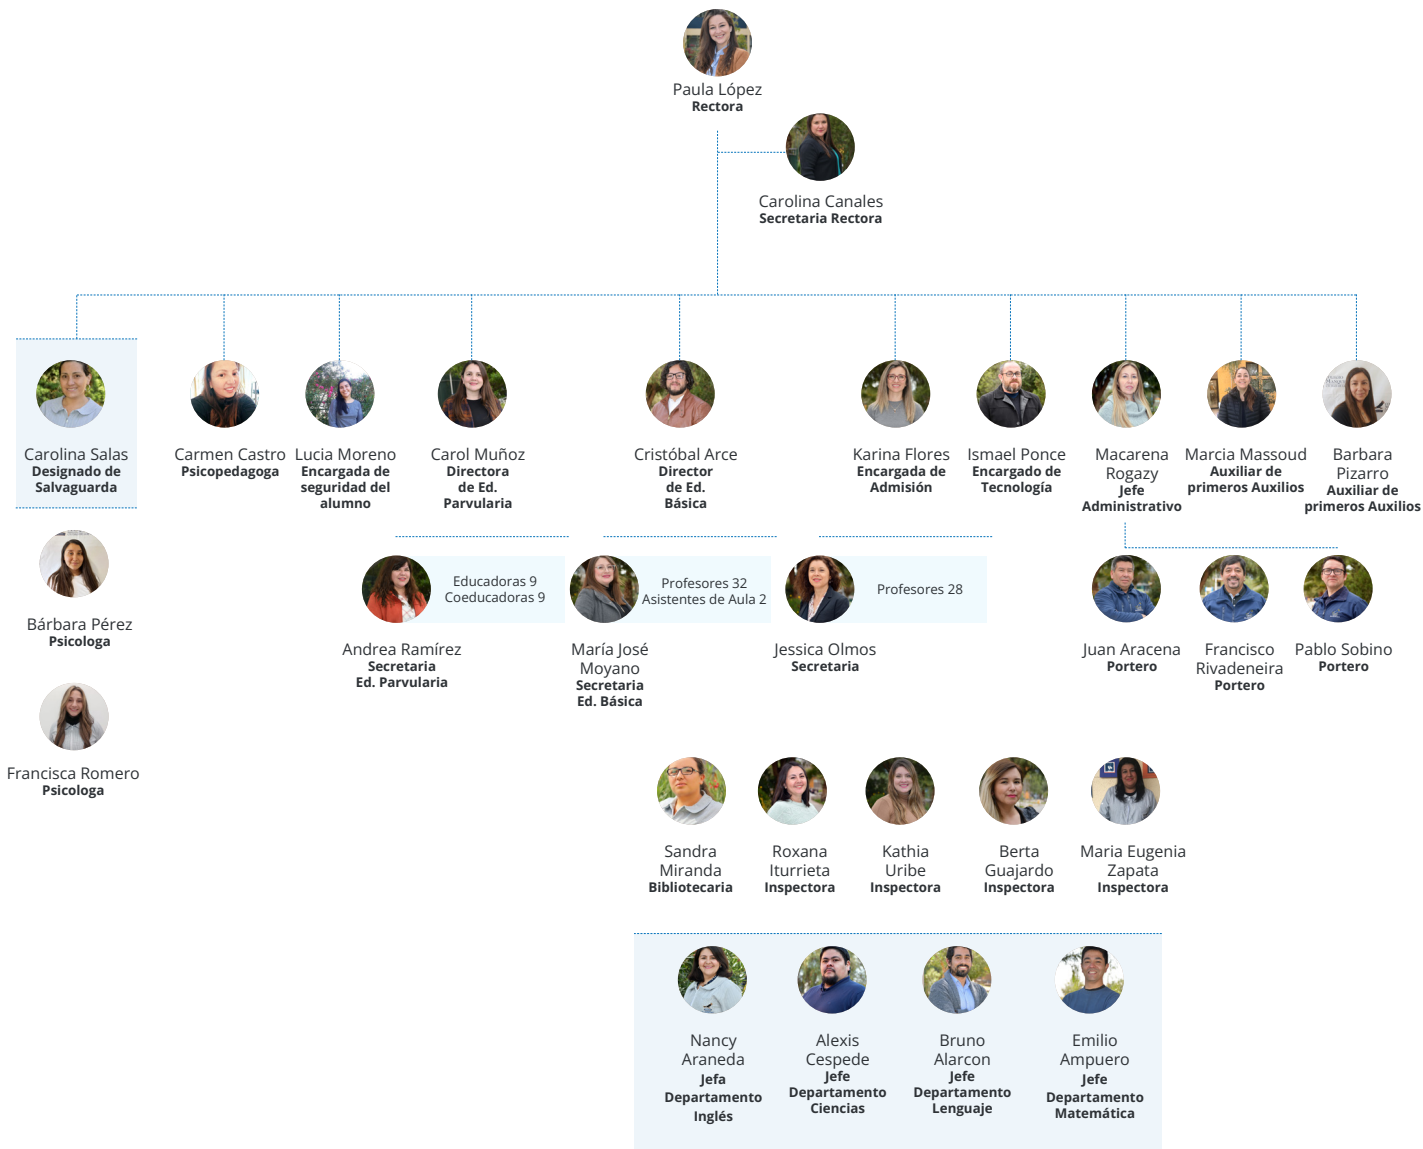 Paula López
Rectora
Carolina Canales
Secretaria Rectora
Carolina Salas
Designado de
Salvaguarda
Carmen Castro
Psicopedagoga
Lucia Moreno
Encargada de
seguridad del
alumno
Carol Muñoz
Directora
de Ed.
Parvularia
Cristóbal Arce
Director
de Ed.
Básica
Karina Flores
Encargada de
Admisión
Ismael Ponce
Encargado de
Tecnología
Macarena
Rogazy
Jefe
Administrativo
Marcia Massoud
Auxiliar de
primeros Auxilios
Barbara
Pizarro
Auxiliar de
primeros Auxilios
Bárbara Pérez
Psicologa
Francisca Romero
Psicologa
Educadoras 9
Coeducadoras 9
Andrea Ramírez
Secretaria
Ed. Parvularia
Profesores 32
Asistentes de Aula 2
María José
Moyano
Secretaria
Ed. Básica
Profesores 28
Jessica Olmos
Secretaria
Juan Aracena
Portero
Francisco
Rivadeneira
Portero
Pablo Sobino
Portero
Sandra
Miranda
Bibliotecaria
Roxana
Iturrieta
Inspectora
Kathia
Uribe
Inspectora
Berta
Guajardo
Inspectora
Maria Eugenia
Zapata
Inspectora
Nancy
Araneda
Jefa
Departamento
Inglés
Alexis
Cespede
Jefe
Departamento
Ciencias
Bruno
Alarcon
Jefe
Departamento
Lenguaje
Emilio
Ampuero
Jefe
Departamento
Matemática